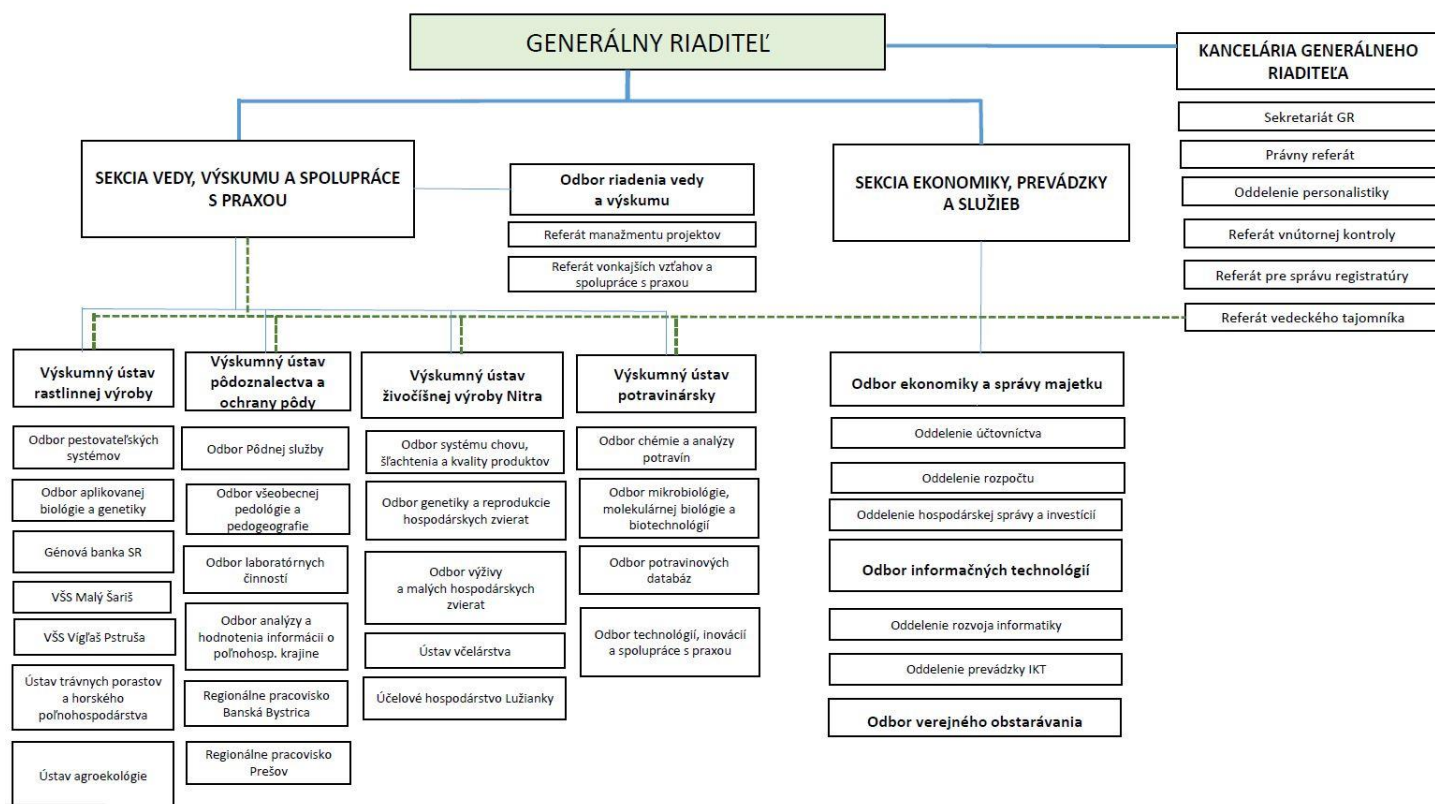 GENERÁLNY RIADITEĽ
KANCELÁRIA GENERÁLNEHO
RIADITEĽA
Sekretariát GR
Právny referát
Oddelenie personalistiky
Referát vnútornej kontroly
Referát pre správu registratúry
Referát vedeckého tajomníka
SEKCIA VEDY, VÝSKUMU A SPOLUPRÁCE
S PRAXOU
Odbor riadenia vedy
a výskumu
Referát manažmentu projektov
Referát vonkajších vzťahov a
spolupráce s praxou
SEKCIA EKONOMIKY, PREVÁDZKY
A SLUŽIEB
Výskumný ústav
rastlinnej výroby
Odbor pestovateľských
systémov
Odbor aplikovanej
biológie a genetiky
Génová banka SR
VŠS Malý Šariš
VŠS Vígľaš Pstruša
Ústav trávnych porastov
a horského
poľnohospodárstva
Ústav agroekológie
Výskumný ústav
pôdoznalectva a
ochrany pôdy
Odbor Pôdnej služby
Odbor všeobecnej
pedológie a
pedogeografie
Odbor laboratórnych
činností
Odbor analýzy a
hodnotenia informácii o
poľnohosp. krajine
Regionálne pracovisko
Banská Bystrica
Regionálne pracovisko
Prešov
Výskumný ústav
živočíšnej výroby Nitra
Odbor systému chovu,
šľachtenia a kvality produktov
Odbor genetiky a reprodukcie
hospodárskych zvierat
Odbor výživy
a malých hospodárskych
zvierat
Ústav včelárstva
Účelové hospodárstvo Lužianky
Výskumný ústav
potravinársky
Odbor chémie a analýzy
potravín
Odbor mikrobiológie,
molekulárnej biológie a
biotechnológií
Odbor potravinových
databáz
Odbor technológií, inovácií
a spolupráce s praxou
Odbor ekonomiky a správy majetku
Oddelenie účtovníctva
Oddelenie rozpočtu
Oddelenie hospodárskej správy a investícií
Odbor informačných technológií
Oddelenie rozvoja informatiky
Oddelenie prevádzky IKT
Odbor verejného obstarávania